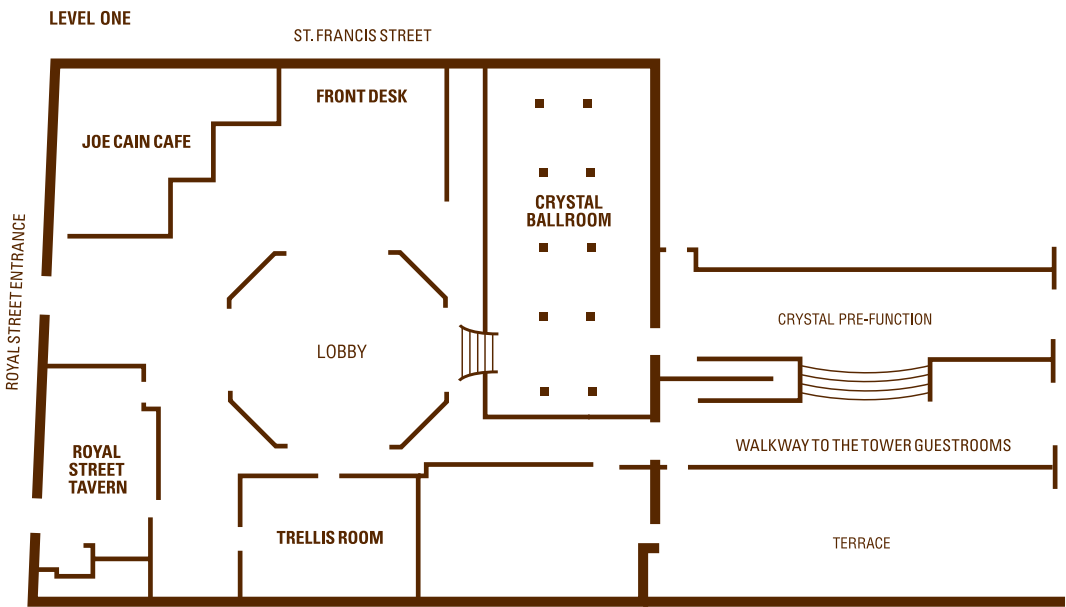 LEVEL ONE
ST. FRANCIS STREET
FRONT DESK
JOE CAIN CAFE
CRYSTAL
BALLROOM
ROYAL STREET ENTRANCE
CRYSTAL PRE-FUNCTION
LOBBY
WALKWAY TO THE TOWER GUESTROOMS
ROYAL
STREET
TAVERN
TRELLIS ROOM
TERRACE